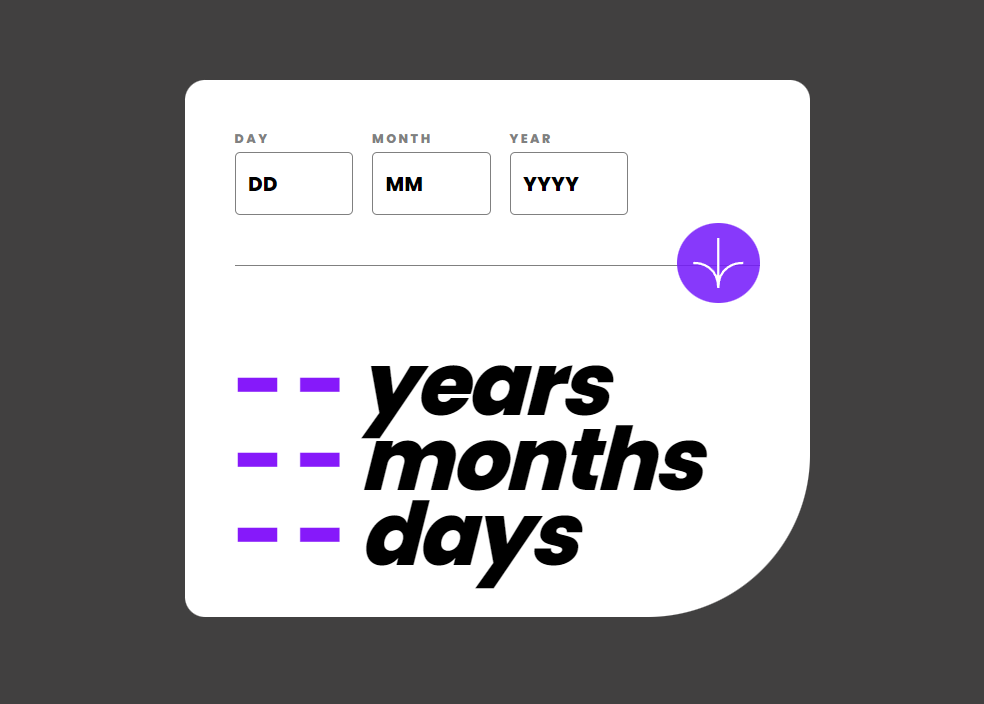 DAY MONTH YEAR
DD MM YYYY
-- years
-- months
-- days